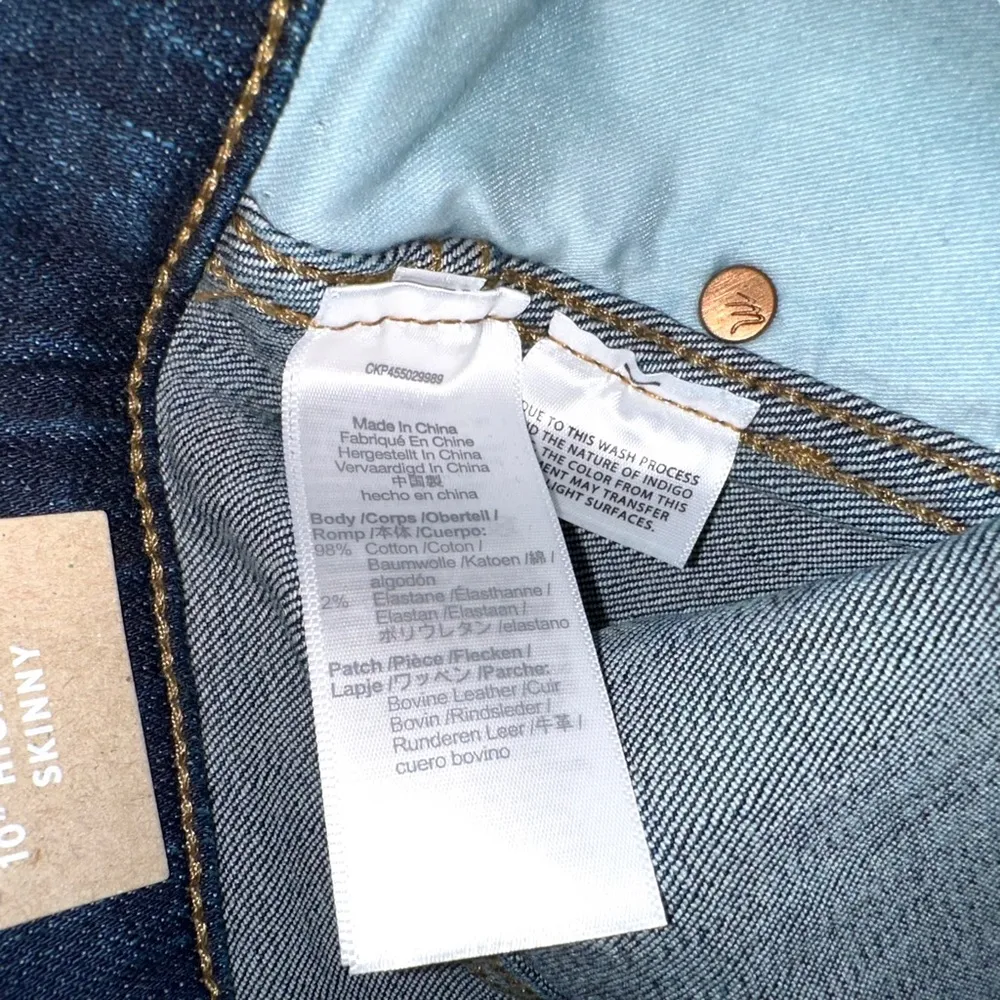 CKP455029989
Made In China
Fabriqué En Chine
Hergestellt In China
Vervaardigd In China
中国製
hecho en china
Body /Corps /Obertell /
Romp /本体 /Cuerpo:
98% Cotton /Coton /
Baumwolle /Katoen /綿 /
algodón
2% Elastane /Élasthanne /
Elastan /Elastaan /
ポリウレタン /elastano
Patch /Pièce /Flecken /
Lapje /ワッペン /Parche:
Bovine Leather /Cuir
Bovin /Rindsleder /
Runderen Leer /牛革 /
cuero bovino
DUE TO THIS WASH PROCESS
THE NATURE OF INDIGO
THE COLOR FROM THIS
MAY TRANSFER
LIGHT SURFACES.
m
10"
SKINNY